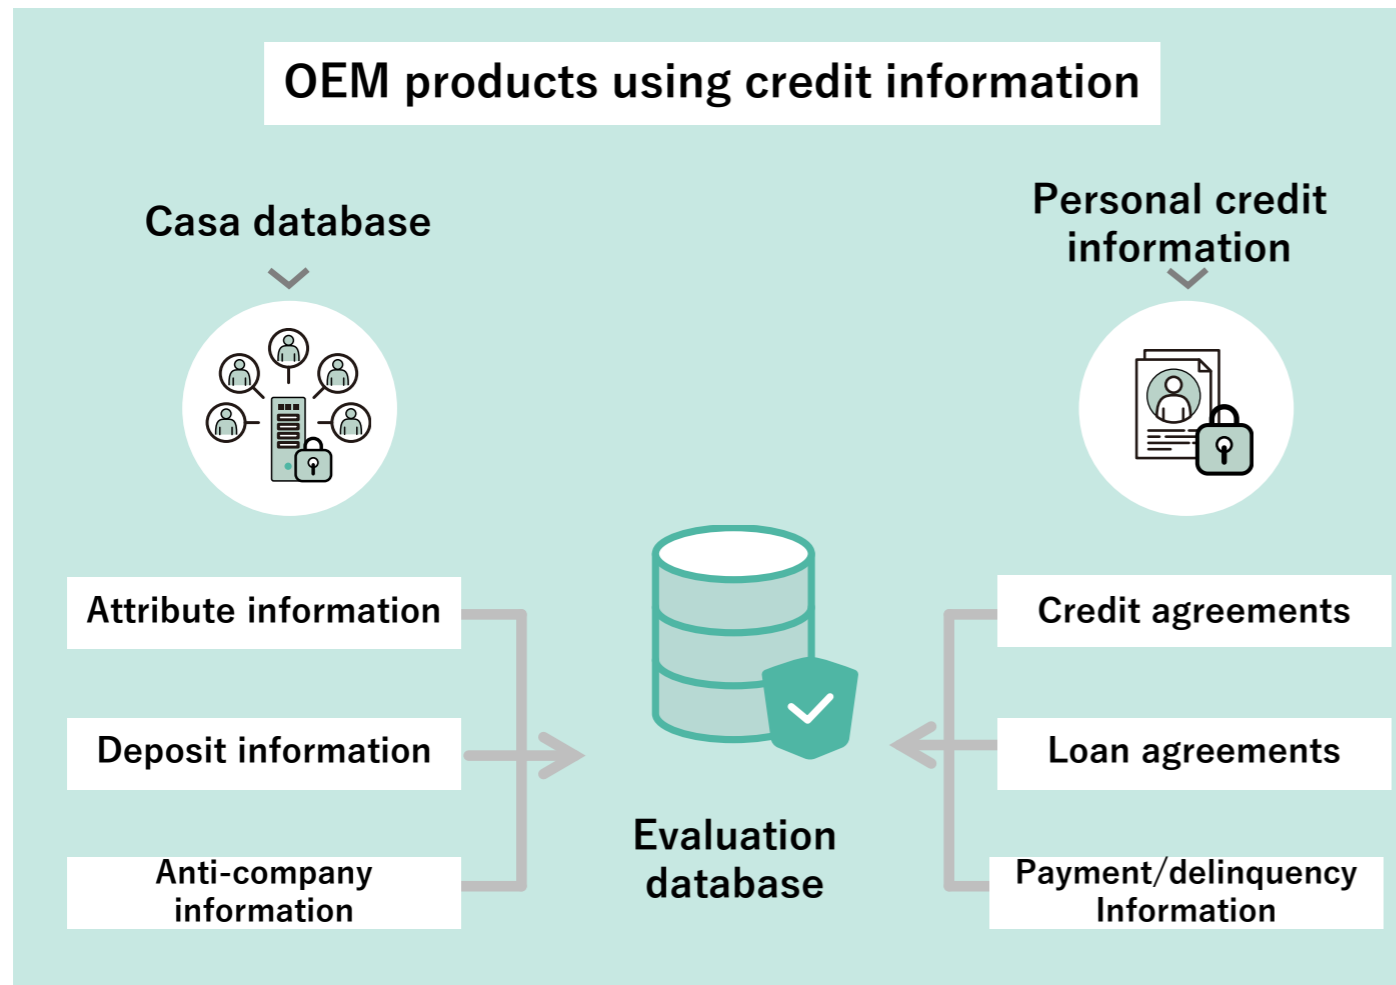 OEM products using credit information
Casa database
Personal credit
information
Attribute information
Deposit information
Anti-company
information
Evaluation
database
Credit agreements
Loan agreements
Payment/delinquency
Information